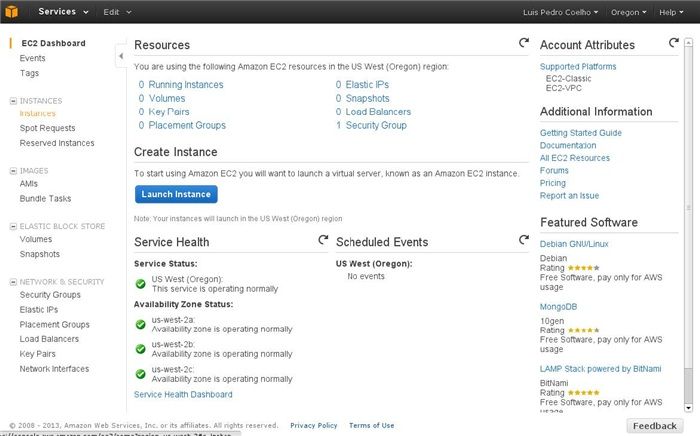 Services
Edit
Luis Pedro Coelho
Oregon
Help
EC2 Dashboard
Events
Tags
INSTANCES
Instances
Spot Requests
Reserved Instances
IMAGES
AMIs
Bundle Tasks
ELASTIC BLOCK STORE
Volumes
Snapshots
NETWORK & SECURITY
Security Groups
Elastic IPs
Placement Groups
Load Balancers
Key Pairs
Network Interfaces
Resources
You are using the following Amazon EC2 resources in the US West (Oregon) region:
0 Running Instances
0 Elastic IPs
0 Volumes
0 Snapshots
0 Key Pairs
0 Load Balancers
0 Placement Groups
1 Security Group
Create Instance
To start using Amazon EC2 you will want to launch a virtual server, known as an Amazon EC2 instance.
Launch Instance
Note: Your instances will launch in the US West (Oregon) region
Service Health
Service Status:
US West (Oregon):
This service is operating normally
Availability Zone Status:
us-west-2a:
Availability zone is operating normally
us-west-2b:
Availability zone is operating normally
us-west-2c:
Availability zone is operating normally
Service Health Dashboard
Scheduled Events
US West (Oregon):
No events
Account Attributes
Supported Platforms
EC2-Classic
EC2-VPC
Additional Information
Getting Started Guide
Documentation
All EC2 Resources
Forums
Pricing
Report an Issue
Featured Software
Debian GNU/Linux
Debian
Rating
Free Software, pay only for AWS
usage
MongoDB
10gen
Rating
Free Software, pay only for AWS
usage
LAMP Stack powered by BitNami
BitNami
Rating
Free Software, pay only for AWS
© 2008 - 2013, Amazon Web Services, Inc. or its affiliates. All rights reserved.
Privacy Policy
Terms of Use
Feedback